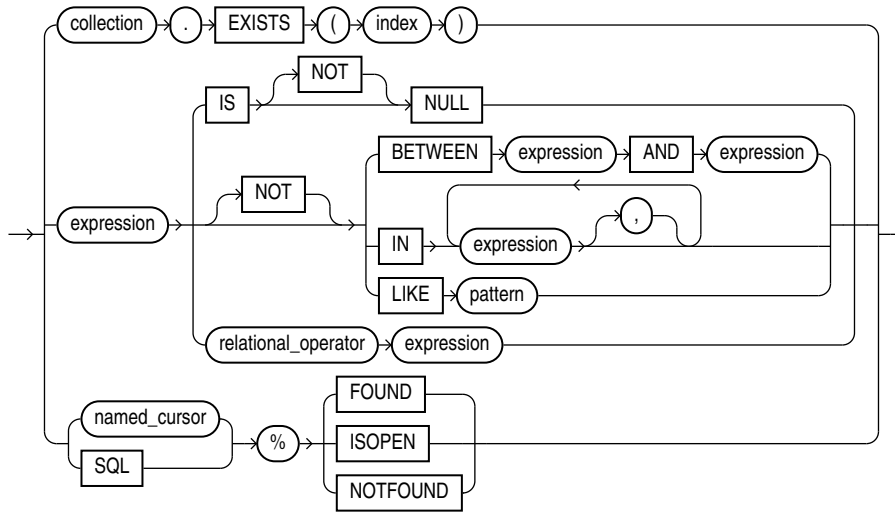 collection . EXISTS ( index )
NOT
IS NULL
BETWEEN expression AND expression
NOT
,
expression
IN expression
LIKE pattern
relational_operator expression
FOUND
named_cursor
% ISOPEN
SQL
NOTFOUND